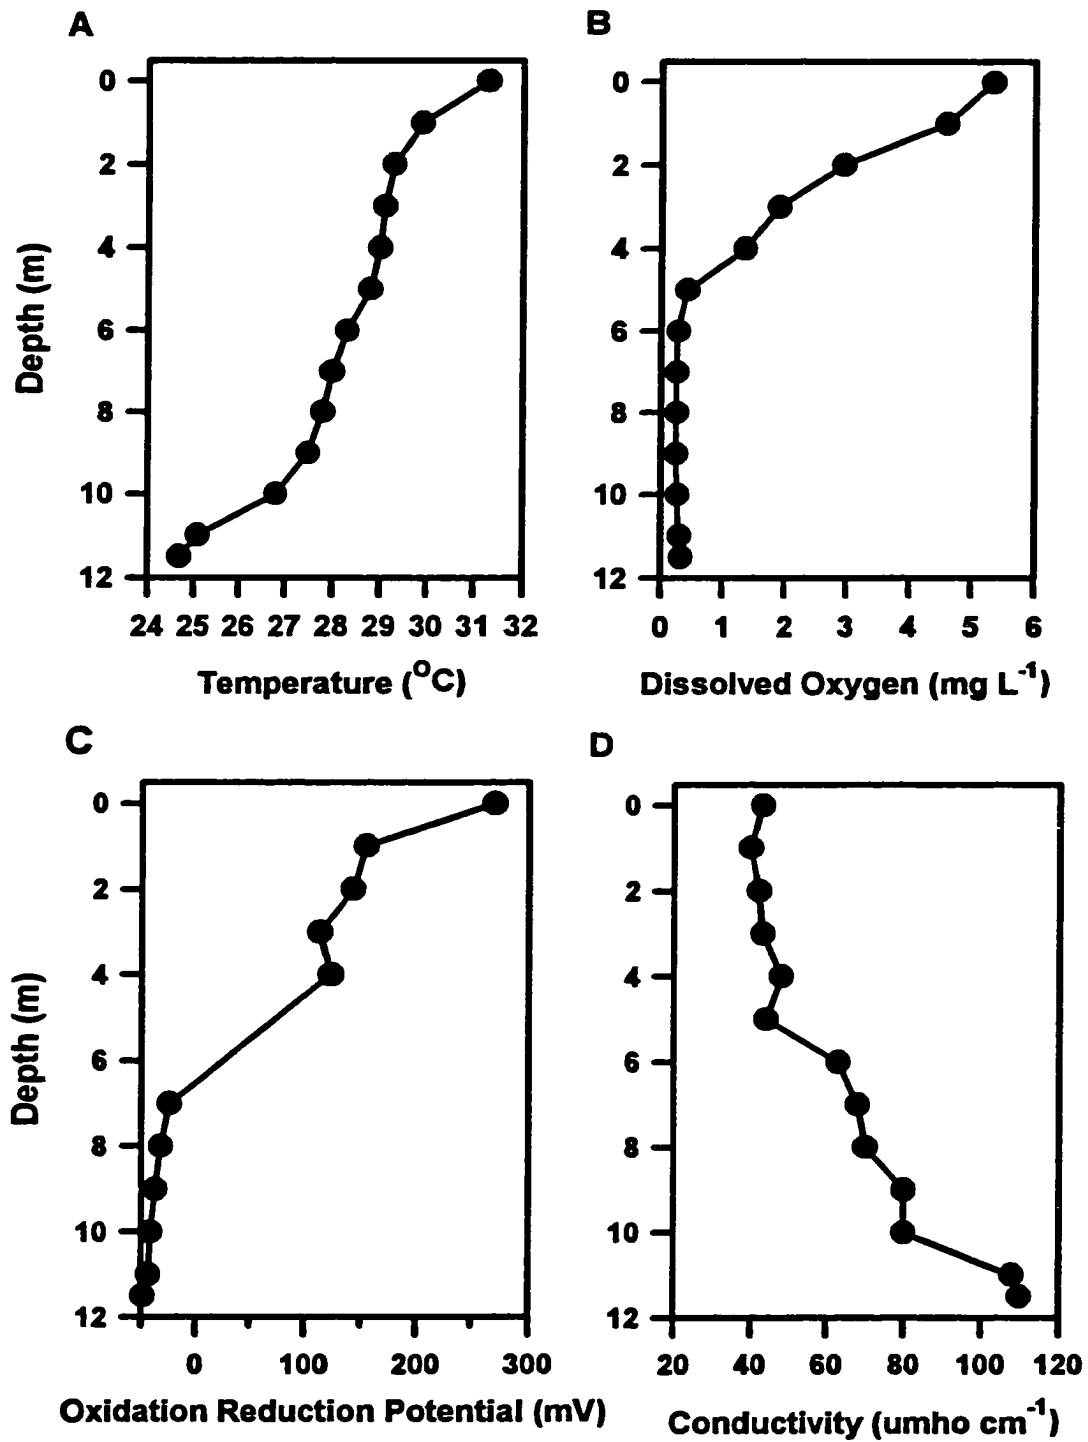 A
B
0
2
4
6
8
10
12
Depth (m)
24 25 26 27 28 29 30 31 32
Temperature (°C)
0
2
4
6
8
10
12
0 1 2 3 4 5 6
Dissolved Oxygen (mg L⁻¹)
C
D
0
2
4
6
8
10
12
Depth (m)
0 100 200 300
Oxidation Reduction Potential (mV)
0
2
4
6
8
10
12
20 40 60 80 100 120
Conductivity (umho cm⁻¹)